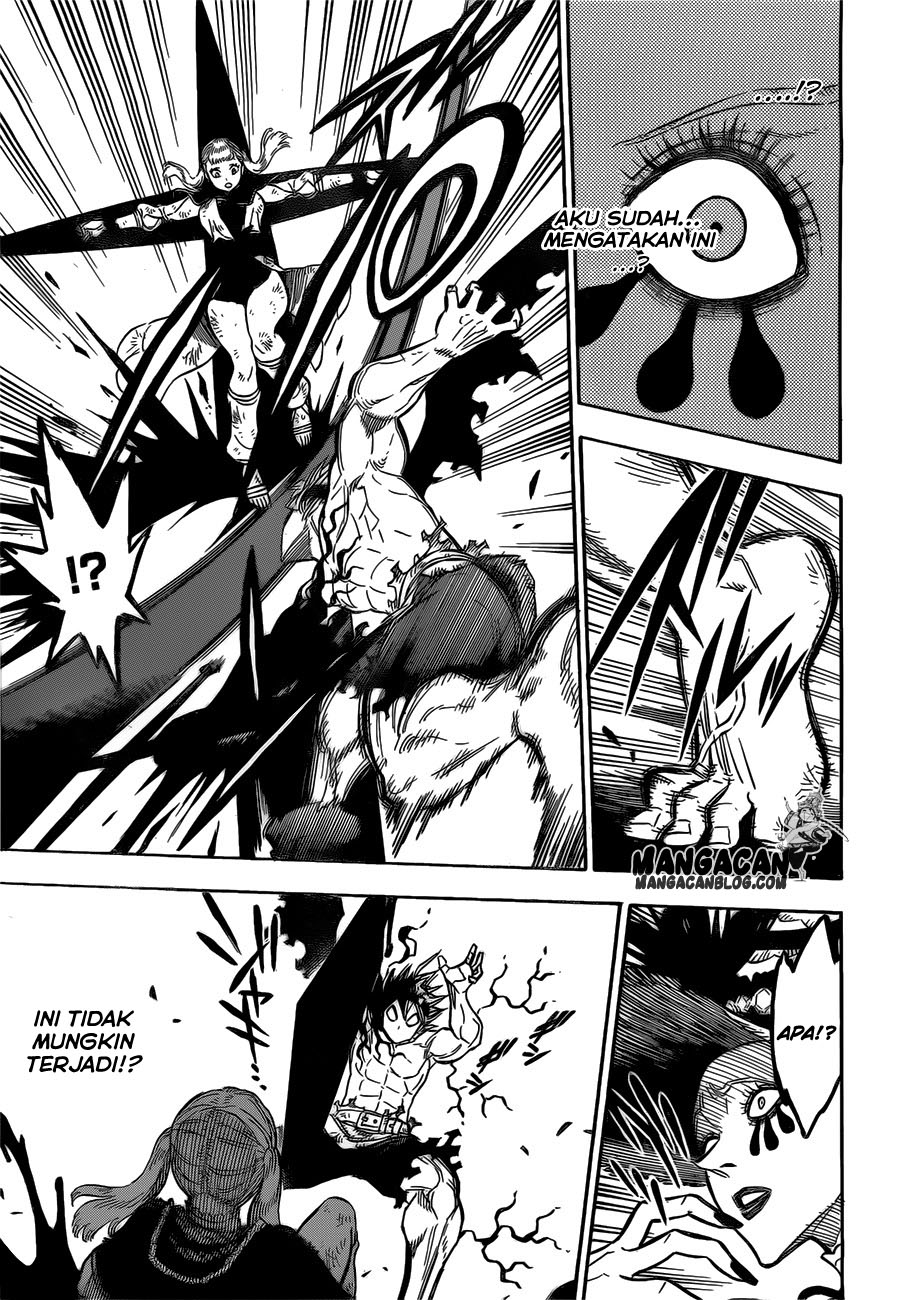 ....!?
AKU SUDAH...
MENGATAKAN INI
...?
!?
MANGACAN
MANGACANBLOG.COM
APA!?
INI TIDAK
MUNGKIN
TERJADI!?